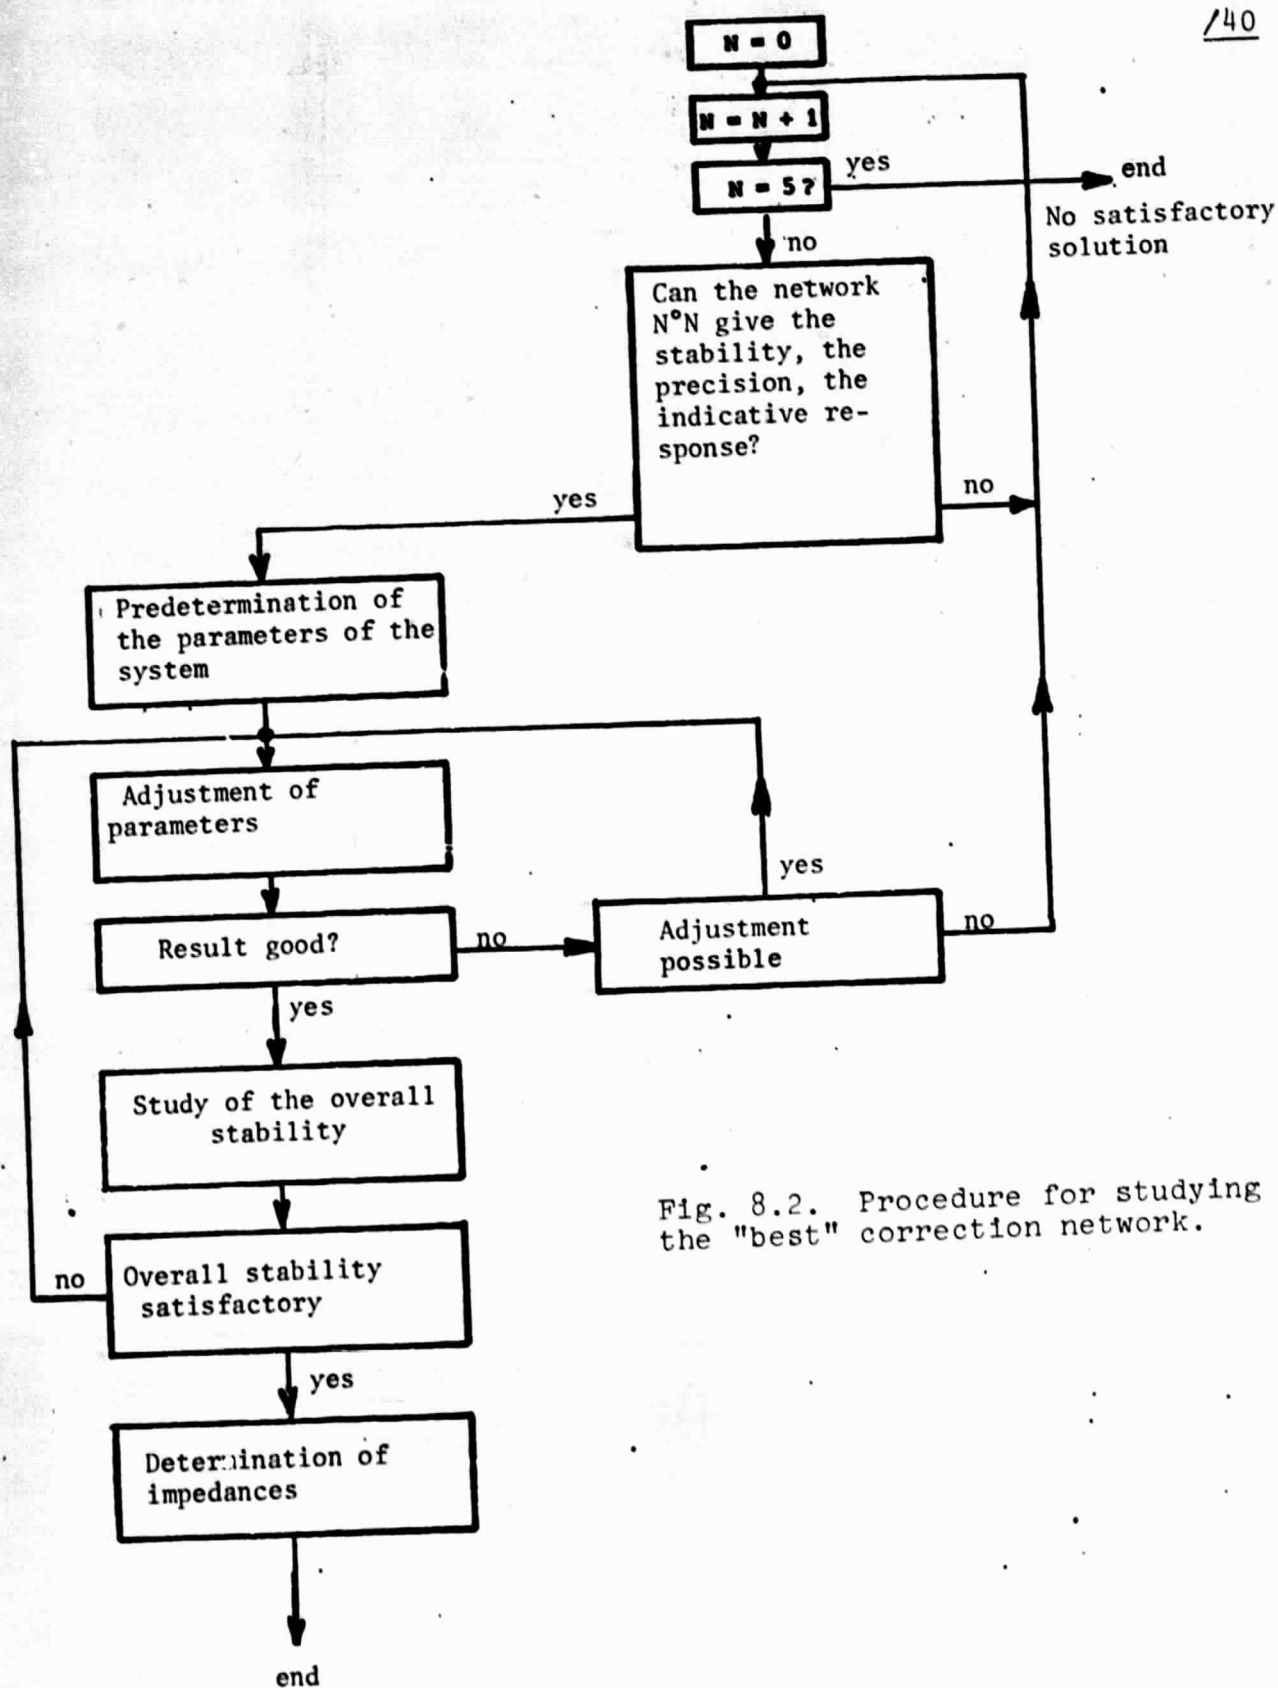 /40
N = 0
N = N + 1
N = 5?
yes
end
No satisfactory
solution
no
Can the network
N°N give the
stability, the
precision, the
indicative re-
sponse?
yes
no
Predetermination of
the parameters of the
system
Adjustment of
parameters
yes
Result good?
no
Adjustment
possible
no
yes
Study of the overall
stability
Fig. 8.2. Procedure for studying
the "best" correction network.
no
Overall stability
satisfactory
yes
Determination of
impedances
end